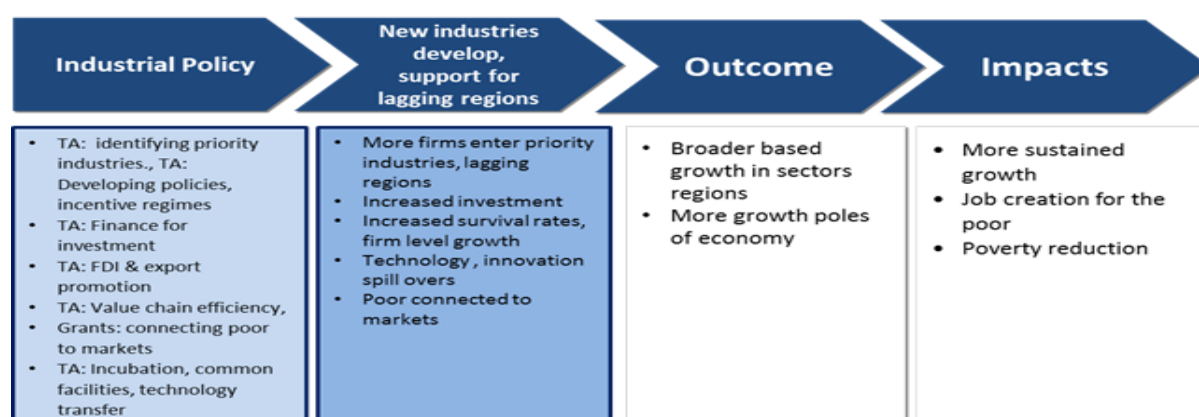 Industrial Policy
New industries
develop,
support for
lagging regions
Outcome
Impacts
• TA: identifying priority
industries., TA:
Developing policies,
incentive regimes
• TA: Finance for
investment
• TA: FDI & export
promotion
• TA: Value chain efficiency,
• Grants: connecting poor
to markets
• TA: Incubation, common
facilities, technology
transfer
• More firms enter priority
industries, lagging
regions
• Increased investment
• Increased survival rates,
firm level growth
• Technology , innovation
spill overs
• Poor connected to
markets
• Broader based
growth in sectors
regions
• More growth poles
of economy
• More sustained
growth
• Job creation for the
poor
• Poverty reduction